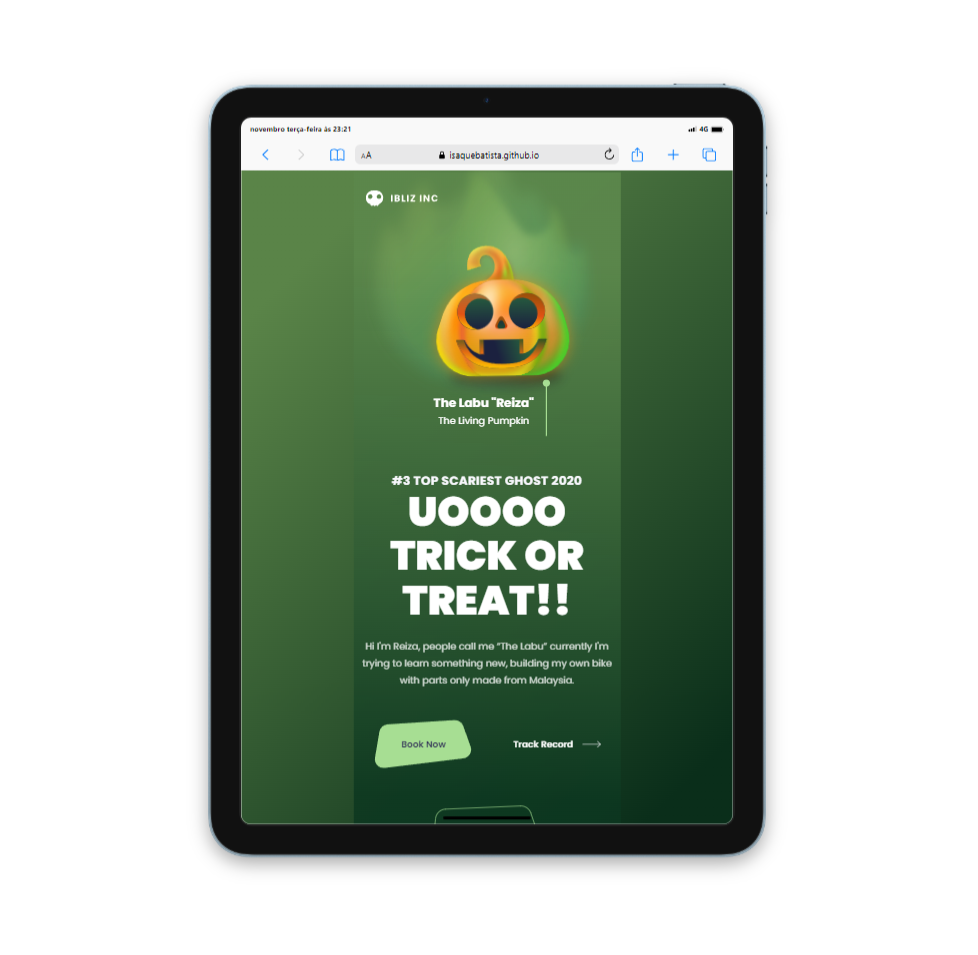 novembro terça-feira às 23:21
4G
AA
isaquebatista.github.io
IBLIZ INC
The Labu "Reiza"
The Living Pumpkin
#3 TOP SCARIEST GHOST 2020
UOOOO
TRICK OR
TREAT!!
Hi I'm Reiza, people call me “The Labu” currently I'm
trying to learn something new, building my own bike
with parts only made from Malaysia.
Book Now
Track Record